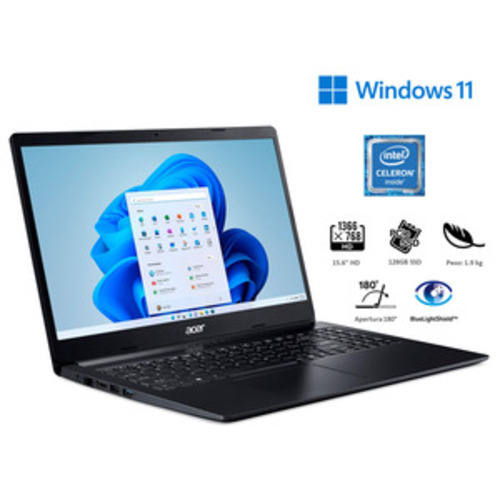 Windows 11
intel
CELERON
inside
1366
× 768
HD
15.6" HD
128GB SSD
Peso: 1.9 kg
180°
Apertura 180°
BlueLightShield™
acer